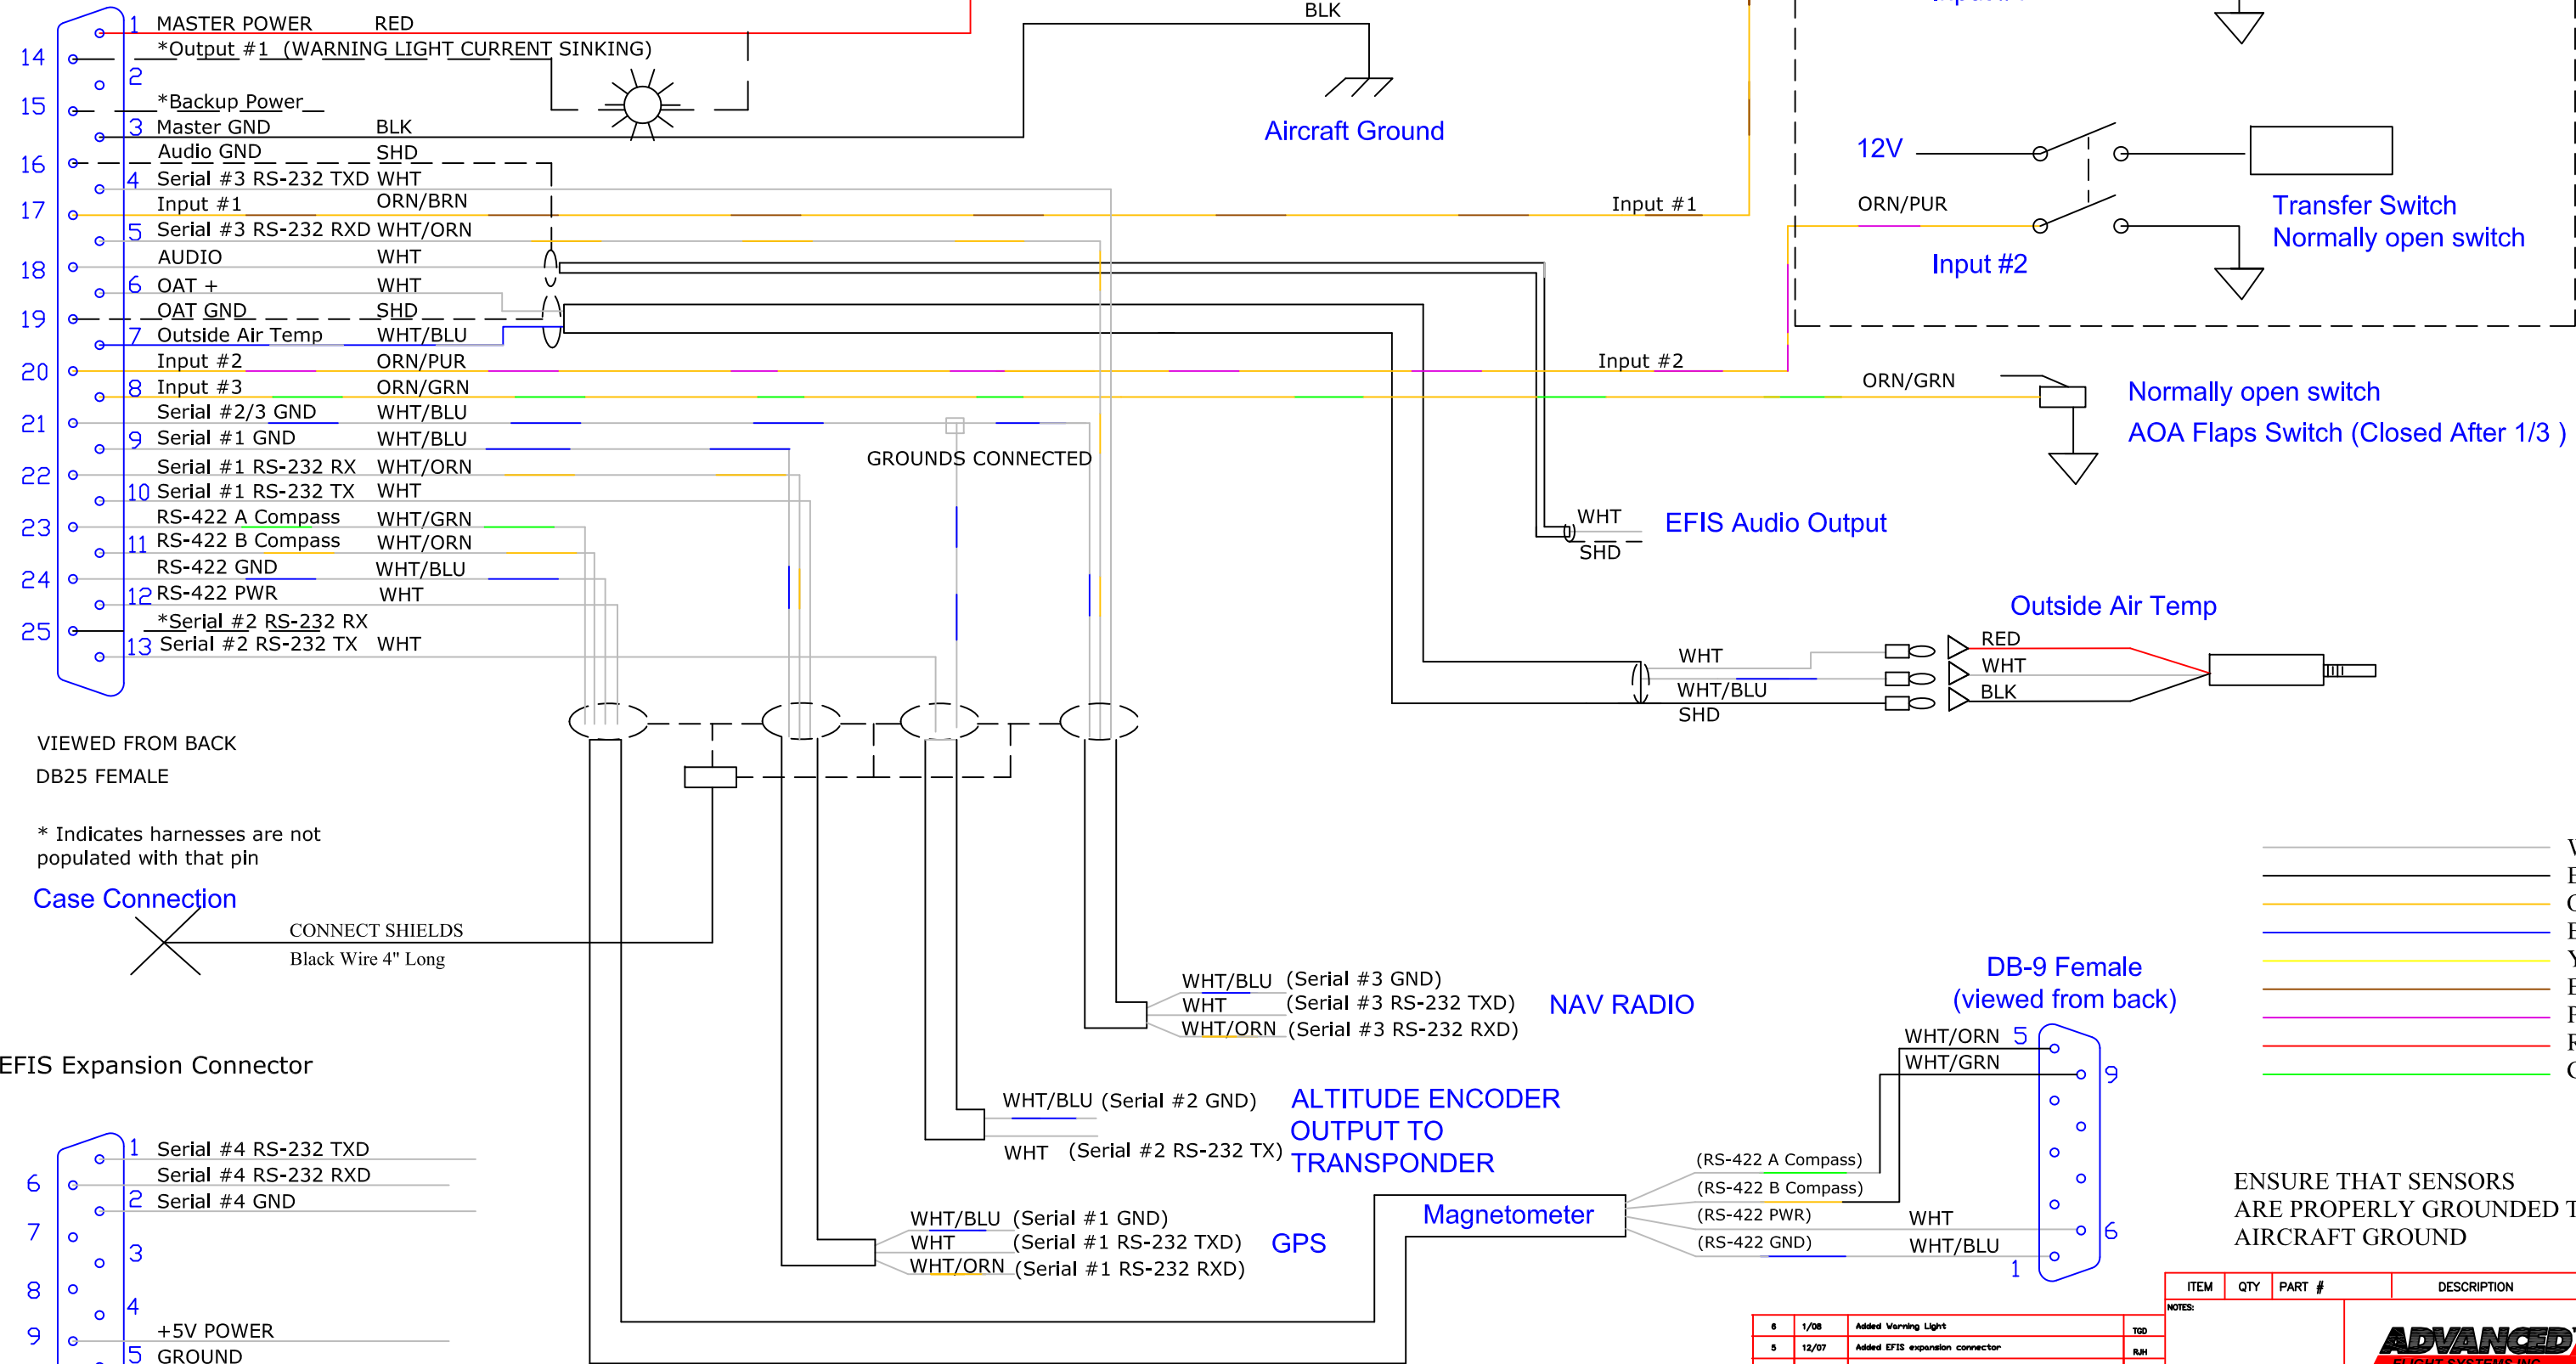 1 MASTER POWER RED
14 *Output #1 (WARNING LIGHT CURRENT SINKING)
2
15 *Backup Power
3 Master GND BLK
16 Audio GND SHD
4 Serial #3 RS-232 TXD WHT
17 Input #1 ORN/BRN
5 Serial #3 RS-232 RXD WHT/ORN
18 AUDIO WHT
6 OAT + WHT
19 OAT GND SHD
7 Outside Air Temp WHT/BLU
20 Input #2 ORN/PUR
8 Input #3 ORN/GRN
21 Serial #2/3 GND WHT/BLU
9 Serial #1 GND WHT/BLU
22 Serial #1 RS-232 RX WHT/ORN
10 Serial #1 RS-232 TX WHT
23 RS-422 A Compass WHT/GRN
11 RS-422 B Compass WHT/ORN
24 RS-422 GND WHT/BLU
12 RS-422 PWR WHT
25 *Serial #2 RS-232 RX
13 Serial #2 RS-232 TX WHT
BLK
Aircraft Ground
Input #1
Input #2
GROUNDS CONNECTED
12V
ORN/PUR
Input #2
Transfer Switch
Normally open switch
ORN/GRN
Normally open switch
AOA Flaps Switch (Closed After 1/3 )
WHT
SHD
EFIS Audio Output
Outside Air Temp
WHT
WHT/BLU
SHD
RED
WHT
BLK
VIEWED FROM BACK
DB25 FEMALE
* Indicates harnesses are not
populated with that pin
Case Connection
CONNECT SHIELDS
Black Wire 4" Long
WHT/BLU (Serial #3 GND)
WHT (Serial #3 RS-232 TXD)
WHT/ORN (Serial #3 RS-232 RXD)
NAV RADIO
WHT/BLU (Serial #2 GND)
WHT (Serial #2 RS-232 TX)
ALTITUDE ENCODER
OUTPUT TO
TRANSPONDER
WHT/BLU (Serial #1 GND)
WHT (Serial #1 RS-232 TXD)
WHT/ORN (Serial #1 RS-232 RXD)
GPS
Magnetometer
(RS-422 A Compass)
(RS-422 B Compass)
(RS-422 PWR) WHT
(RS-422 GND) WHT/BLU
DB-9 Female
(viewed from back)
WHT/ORN 5
WHT/GRN
9
6
1
EFIS Expansion Connector
1 Serial #4 RS-232 TXD
6 Serial #4 RS-232 RXD
2 Serial #4 GND
7
3
8
4
9 +5V POWER
5 GROUND
ENSURE THAT SENSORS
ARE PROPERLY GROUNDED T
AIRCRAFT GROUND
ITEM QTY PART # DESCRIPTION
NOTES:
6 1/08 Added Warning Light TGD
5 12/07 Added EFIS expansion connector RJH
ADVANCED
FLIGHT SYSTEMS INC